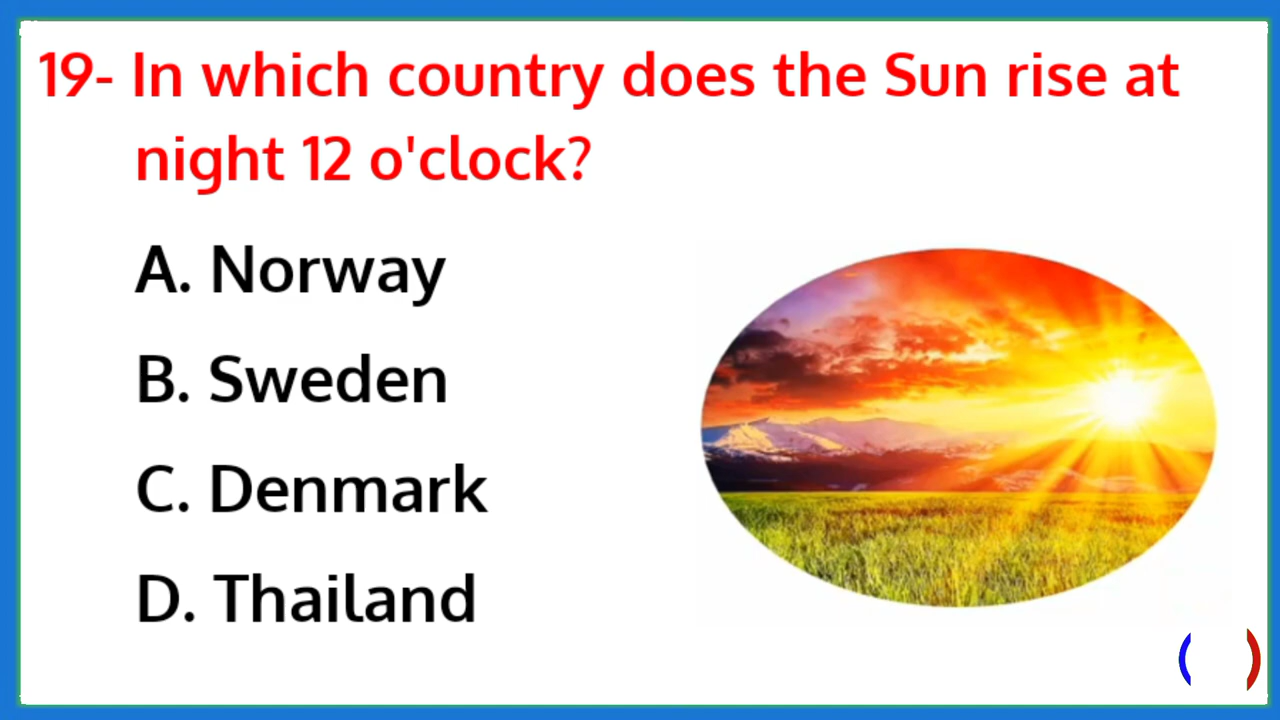 19- In which country does the Sun rise at
night 12 o'clock?
A. Norway
B. Sweden
C. Denmark
D. Thailand